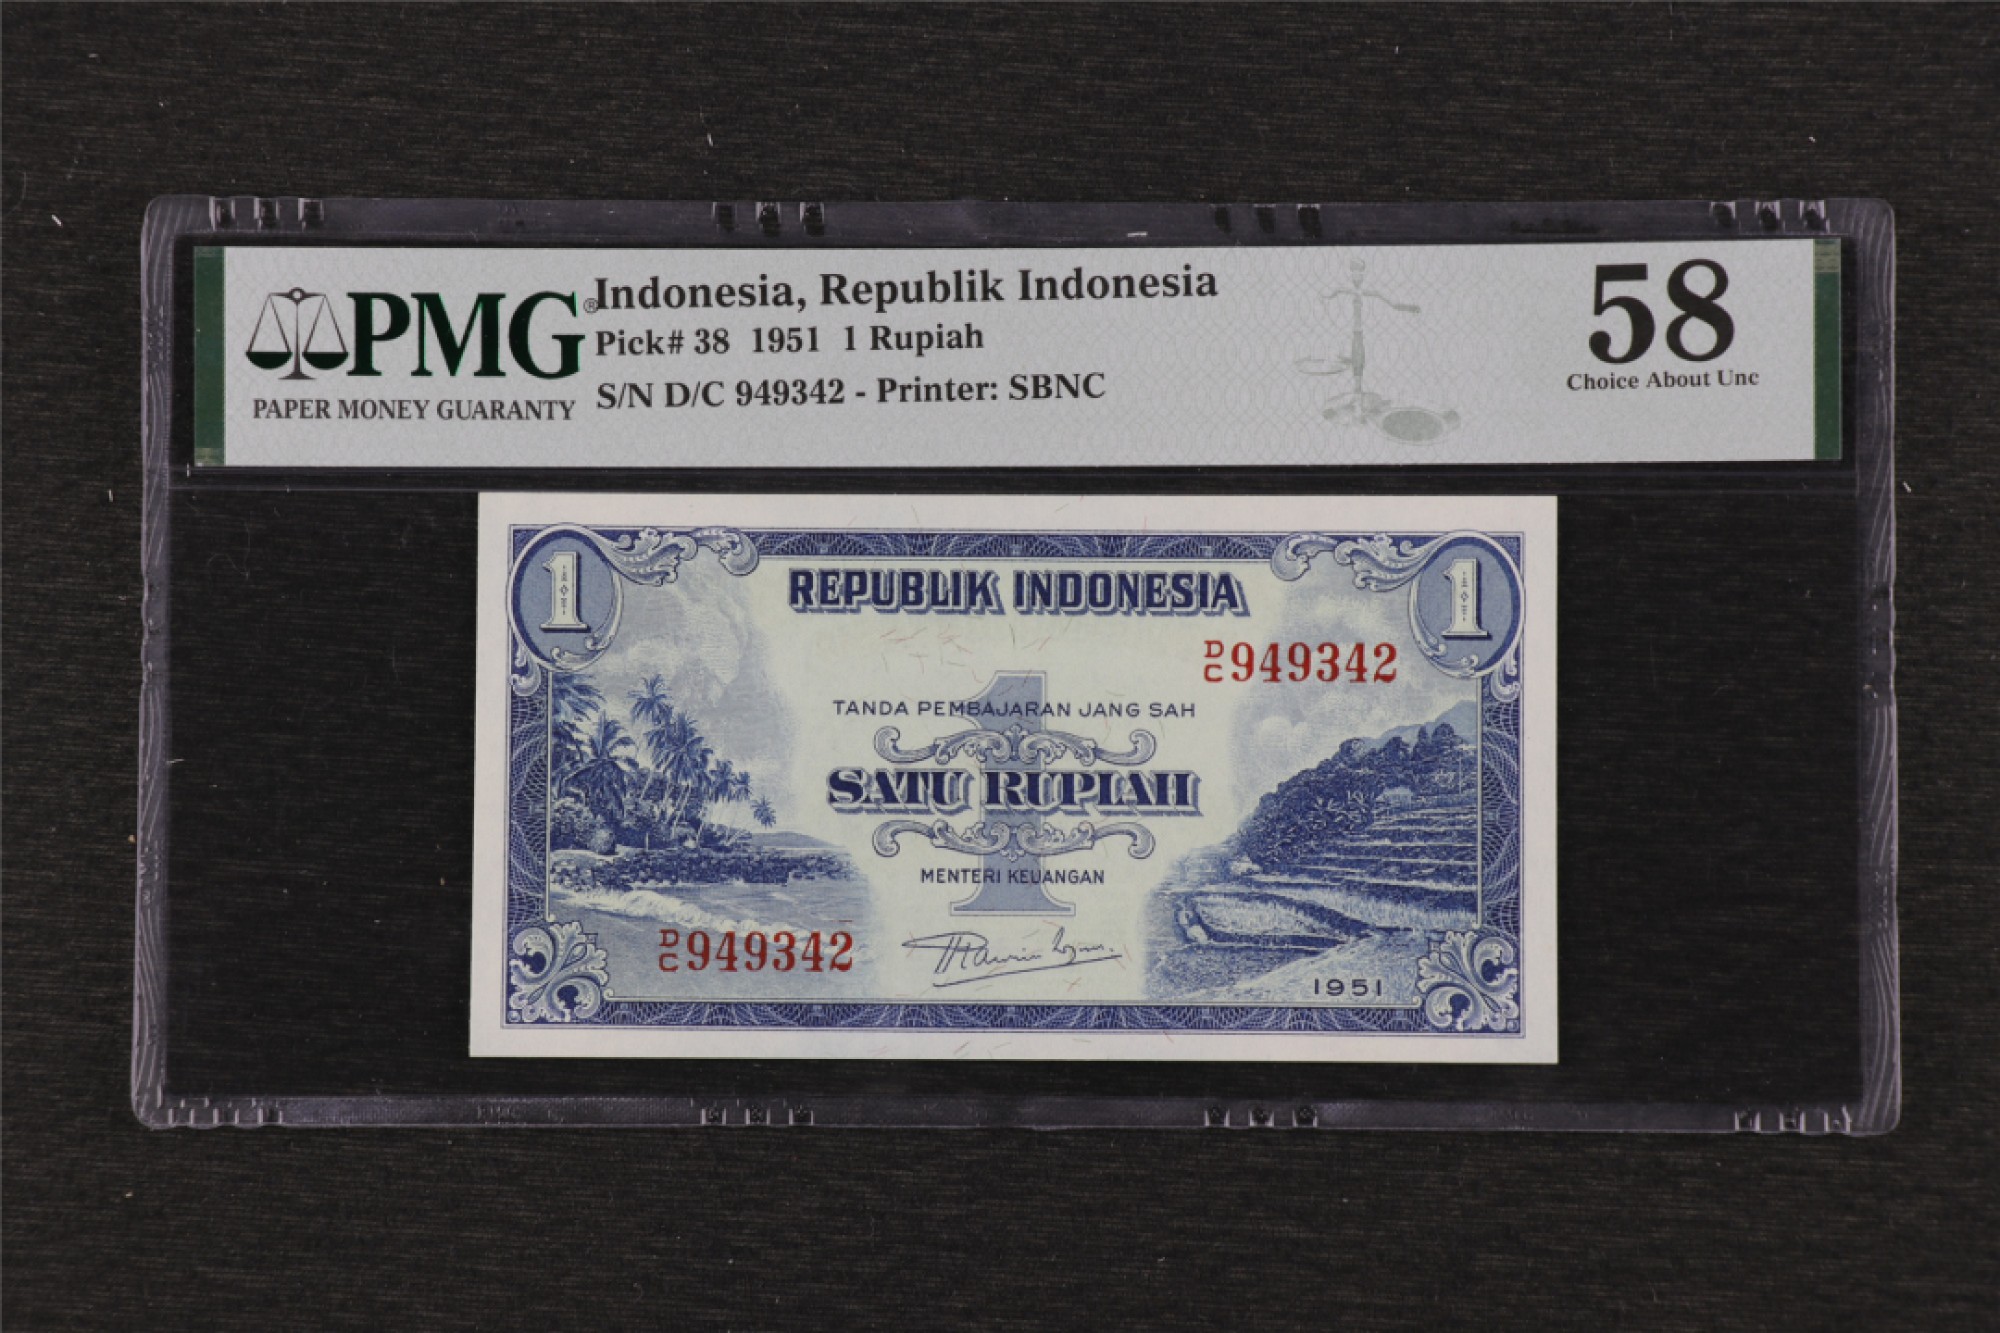 PMG®
PAPER MONEY GUARANTY
Indonesia, Republik Indonesia
Pick# 38 1951 1 Rupiah
S/N D/C 949342 - Printer: SBNC
58
Choice About Unc
1
REPUBLIK INDONESIA
1
D/C 949342
TANDA PEMBAJARAN JANG SAH
1
SATU RUPIAH
MENTERI KEUANGAN
D/C 949342
1951